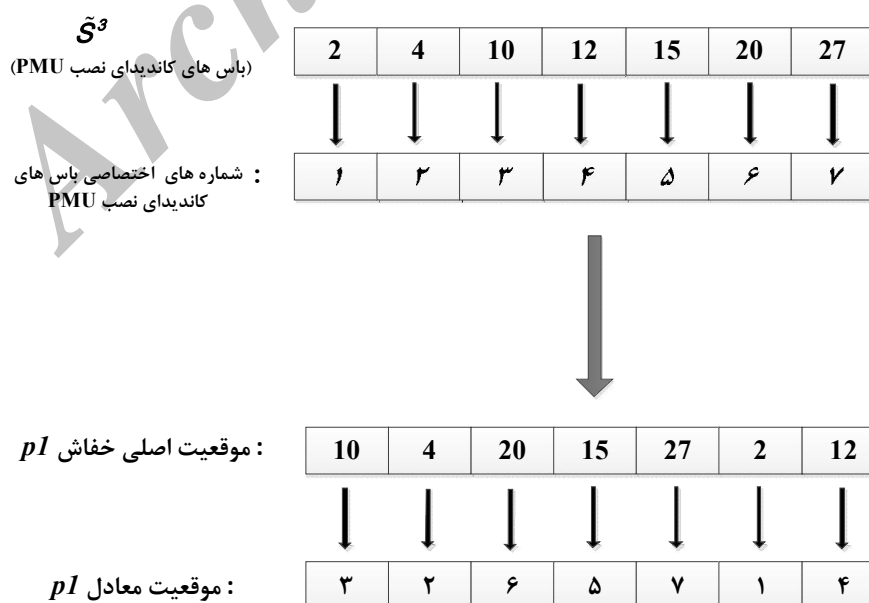 Arch
S̃³
(باس های کاندیدای نصب PMU)
2 4 10 12 15 20 27
شماره های اختصاصی باس های :
کاندیدای نصب PMU
۱ ۲ ۳ ۴ ۵ ۶ ۷
موقعیت اصلی خفاش p1 :
10 4 20 15 27 2 12
موقعیت معادل p1 :
۳ ۲ ۶ ۵ ۷ ۱ ۴